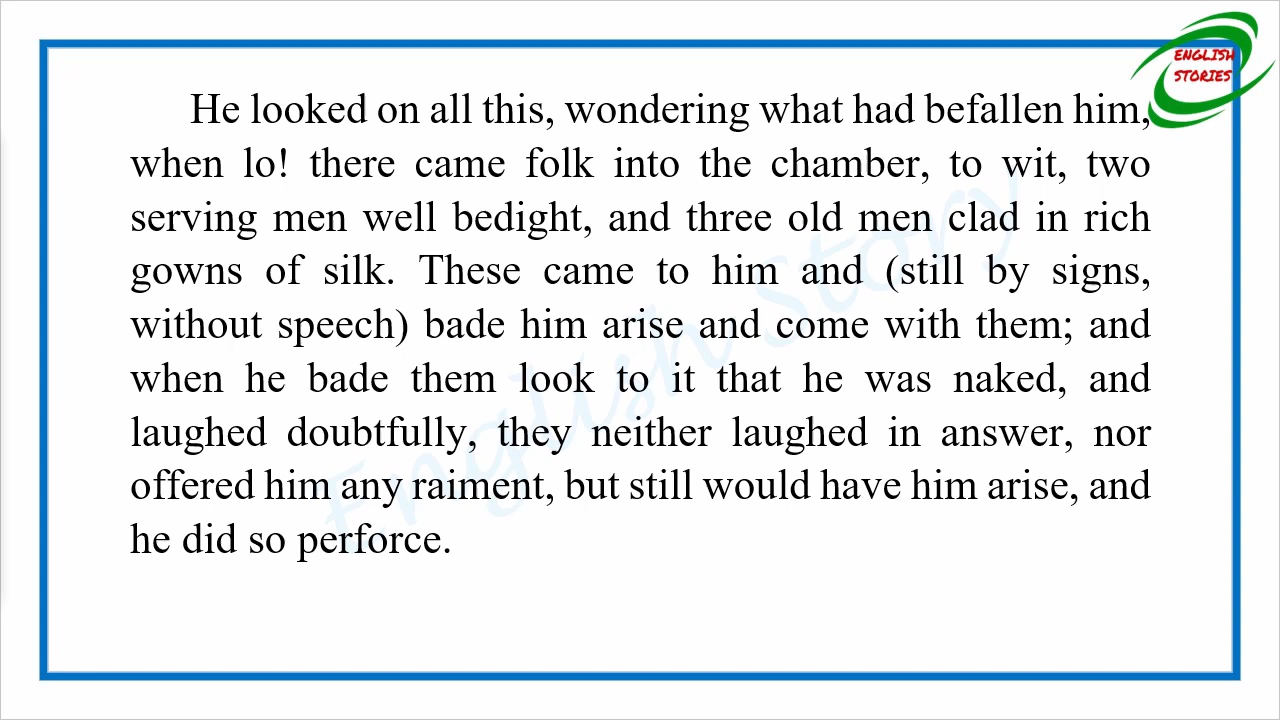 ENGLISH
STORIES
He looked on all this, wondering what had befallen him,
when lo! there came folk into the chamber, to wit, two
serving men well bedight, and three old men clad in rich
gowns of silk. These came to him and (still by signs,
without speech) bade him arise and come with them; and
when he bade them look to it that he was naked, and
laughed doubtfully, they neither laughed in answer, nor
offered him any raiment, but still would have him arise, and
he did so perforce.
English Story